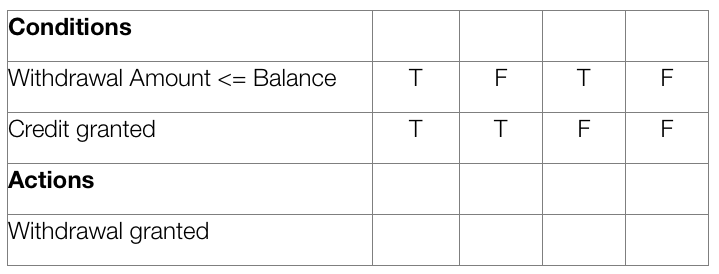 Conditions
Withdrawal Amount <= Balance T F T F
Credit granted T T F F
Actions
Withdrawal granted